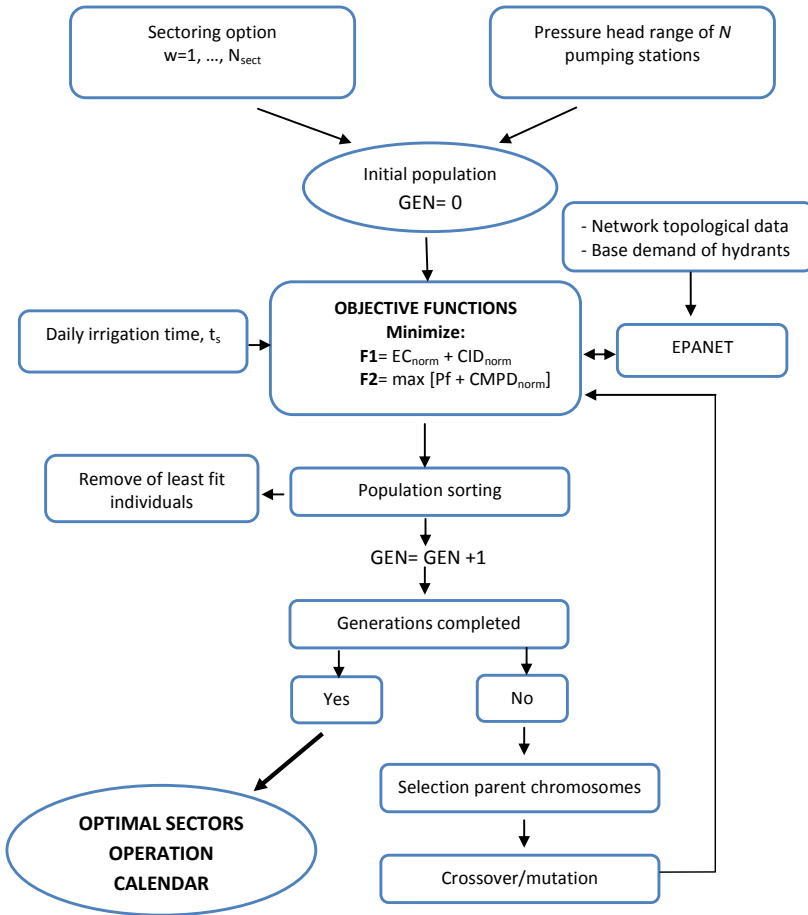 Sectoring option
w=1, ..., Nsect
Pressure head range of N
pumping stations
Initial population
GEN= 0
- Network topological data
- Base demand of hydrants
OBJECTIVE FUNCTIONS
Minimize:
F1= ECnorm + CIDnorm
F2= max [Pf + CMPDnorm]
Daily irrigation time, ts
EPANET
Remove of least fit
individuals
Population sorting
GEN= GEN +1
Generations completed
Yes
No
Selection parent chromosomes
OPTIMAL SECTORS
OPERATION
CALENDAR
Crossover/mutation